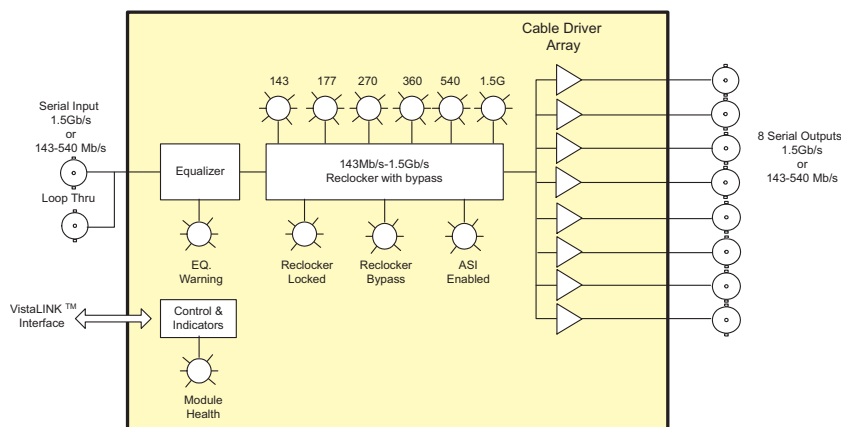 Cable Driver
Array
143 177 270 360 540 1.5G
Serial Input
1.5Gb/s
or
143-540 Mb/s
Loop Thru
Equalizer
143Mb/s-1.5Gb/s
Reclocker with bypass
8 Serial Outputs
1.5Gb/s
or
143-540 Mb/s
EQ.
Warning
Reclocker
Locked
Reclocker
Bypass
ASI
Enabled
VistaLINK TM
Interface
Control &
Indicators
Module
Health